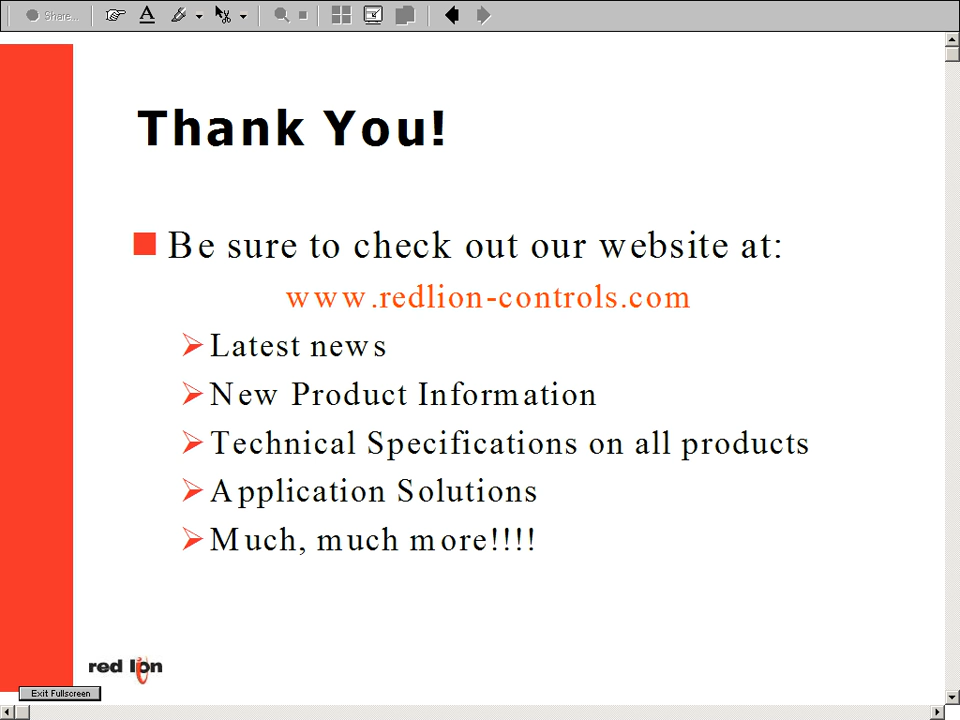 Share...
Thank You!
Be sure to check out our website at:
www.redlion-controls.com
Latest news
New Product Information
Technical Specifications on all products
Application Solutions
Much, much more!!!!
red lion
Exit Fullscreen